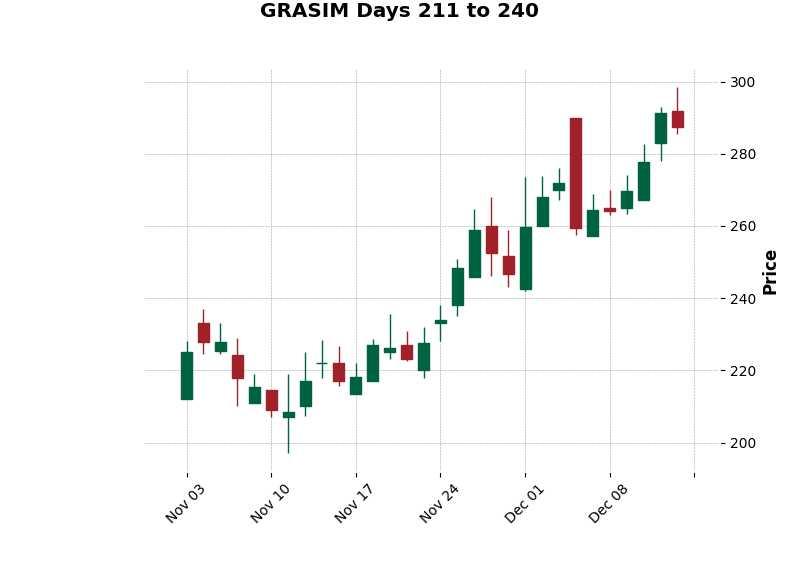 GRASIM Days 211 to 240
300
280
260
240
220
200
Price
Nov 03
Nov 10
Nov 17
Nov 24
Dec 01
Dec 08